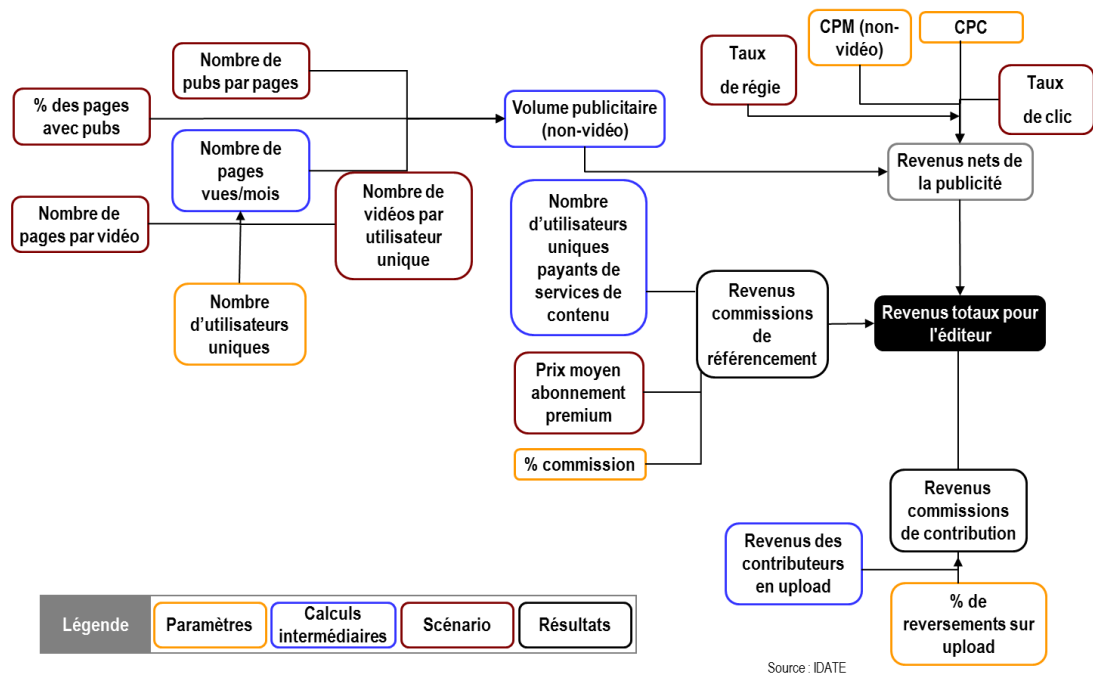 Nombre de
pubs par pages
% des pages
avec pubs
Nombre de
pages
vues/mois
Nombre de
pages par vidéo
Nombre de
vidéos par
utilisateur
unique
Nombre
d'utilisateurs
uniques
Volume publicitaire
(non-vidéo)
Taux
de régie
CPM (non-
vidéo)
CPC
Taux
de clic
Revenus nets de
la publicité
Nombre
d'utilisateurs
uniques
payants de
services de
contenu
Revenus
commissions
de
référencement
Revenus totaux pour
l'éditeur
Prix moyen
abonnement
premium
% commission
Revenus
commissions
de contribution
Revenus des
contributeurs
en upload
% de
reversements sur
upload
Légende
Paramètres
Calculs
intermédiaires
Scénario
Résultats
Source : IDATE